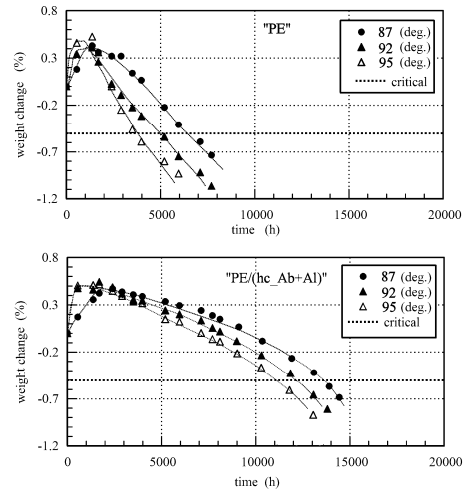 0.8
"PE"
87 (deg.)
92 (deg.)
95 (deg.)
critical
0.3
-0.2
-0.7
-1.2
weight change (%)
0 5000 10000 15000 20000
time (h)
0.8
"PE/(hc_Ab+Al)"
87 (deg.)
92 (deg.)
95 (deg.)
critical
0.3
-0.2
-0.7
-1.2
weight change (%)
0 5000 10000 15000 20000
time (h)